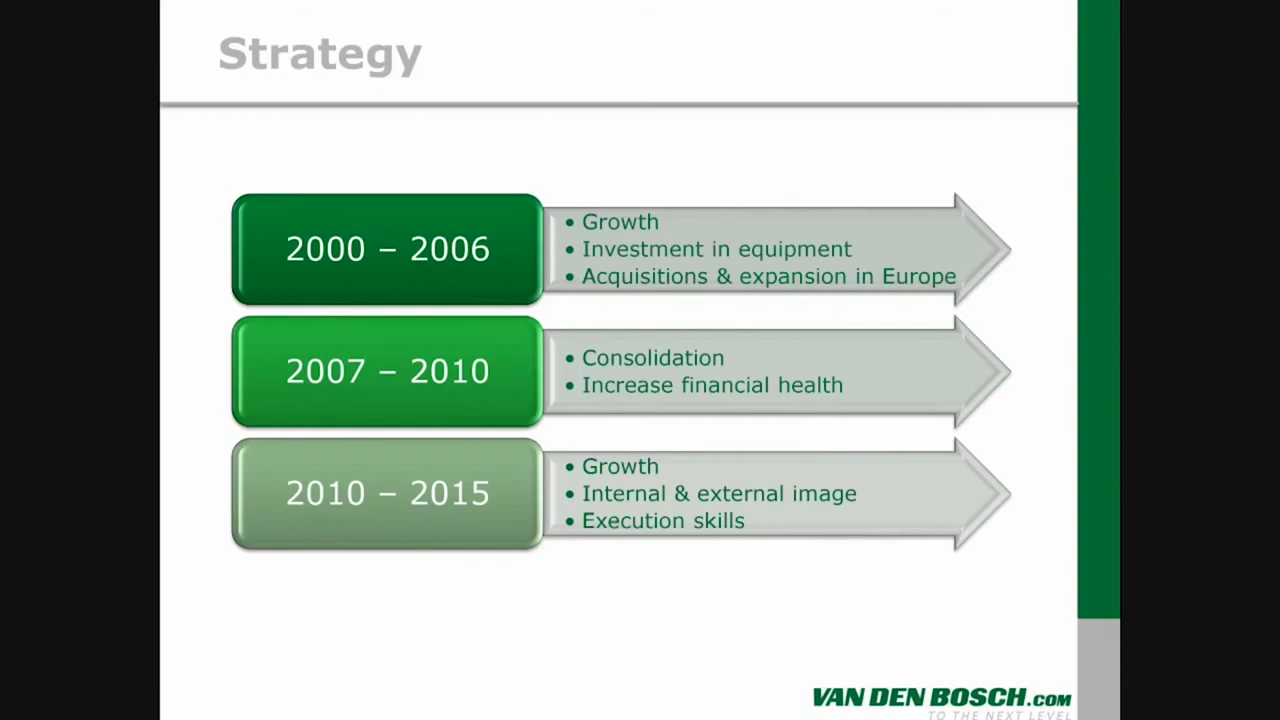 Strategy
2000 – 2006
• Growth
• Investment in equipment
• Acquisitions & expansion in Europe
2007 – 2010
• Consolidation
• Increase financial health
2010 – 2015
• Growth
• Internal & external image
• Execution skills
VAN DEN BOSCH.COM
TO THE NEXT LEVEL